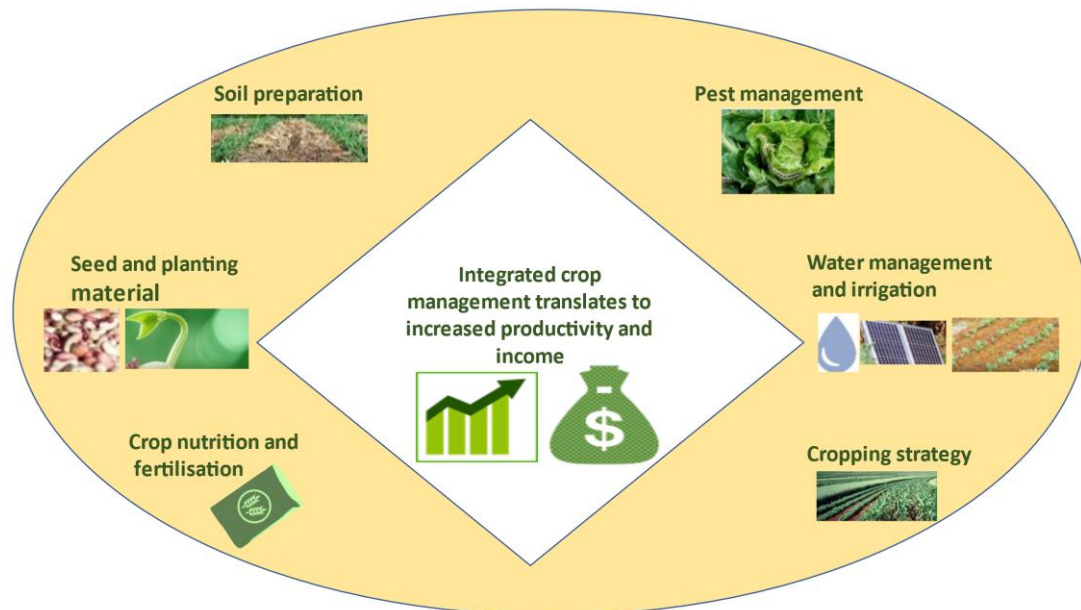 Soil preparation
Pest management
Seed and planting
material
Water management
and irrigation
Integrated crop
management translates to
increased productivity and
income
$
Crop nutrition and
fertilisation
Cropping strategy